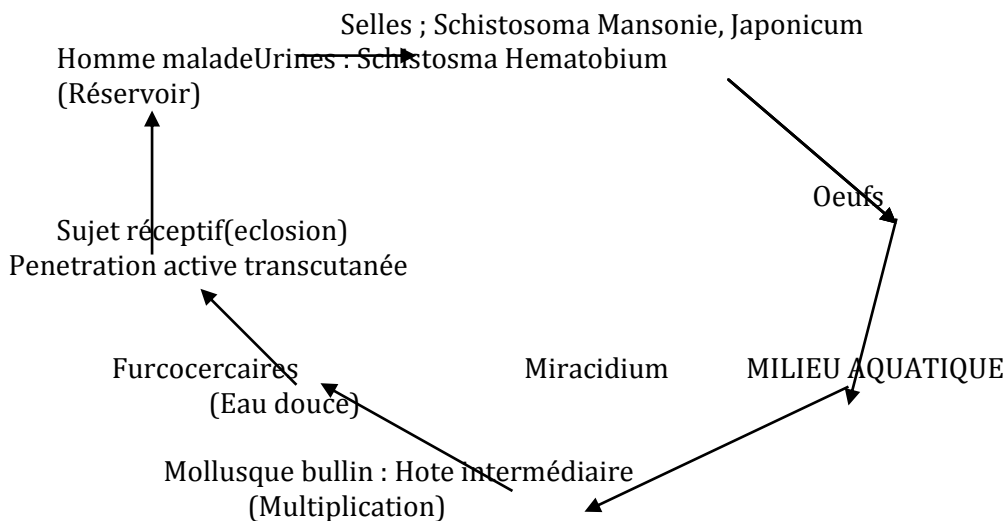 Selles ; Schistosoma Mansonie, Japonicum
Homme maladeUrines : Schistosma Hematobium
(Réservoir)
Oeufs
Sujet réceptif(eclosion)
Penetration active transcutanée
Furcocercaires Miracidium MILIEU AQUATIQUE
(Eau douce)
Mollusque bullin : Hote intermédiaire
(Multiplication)